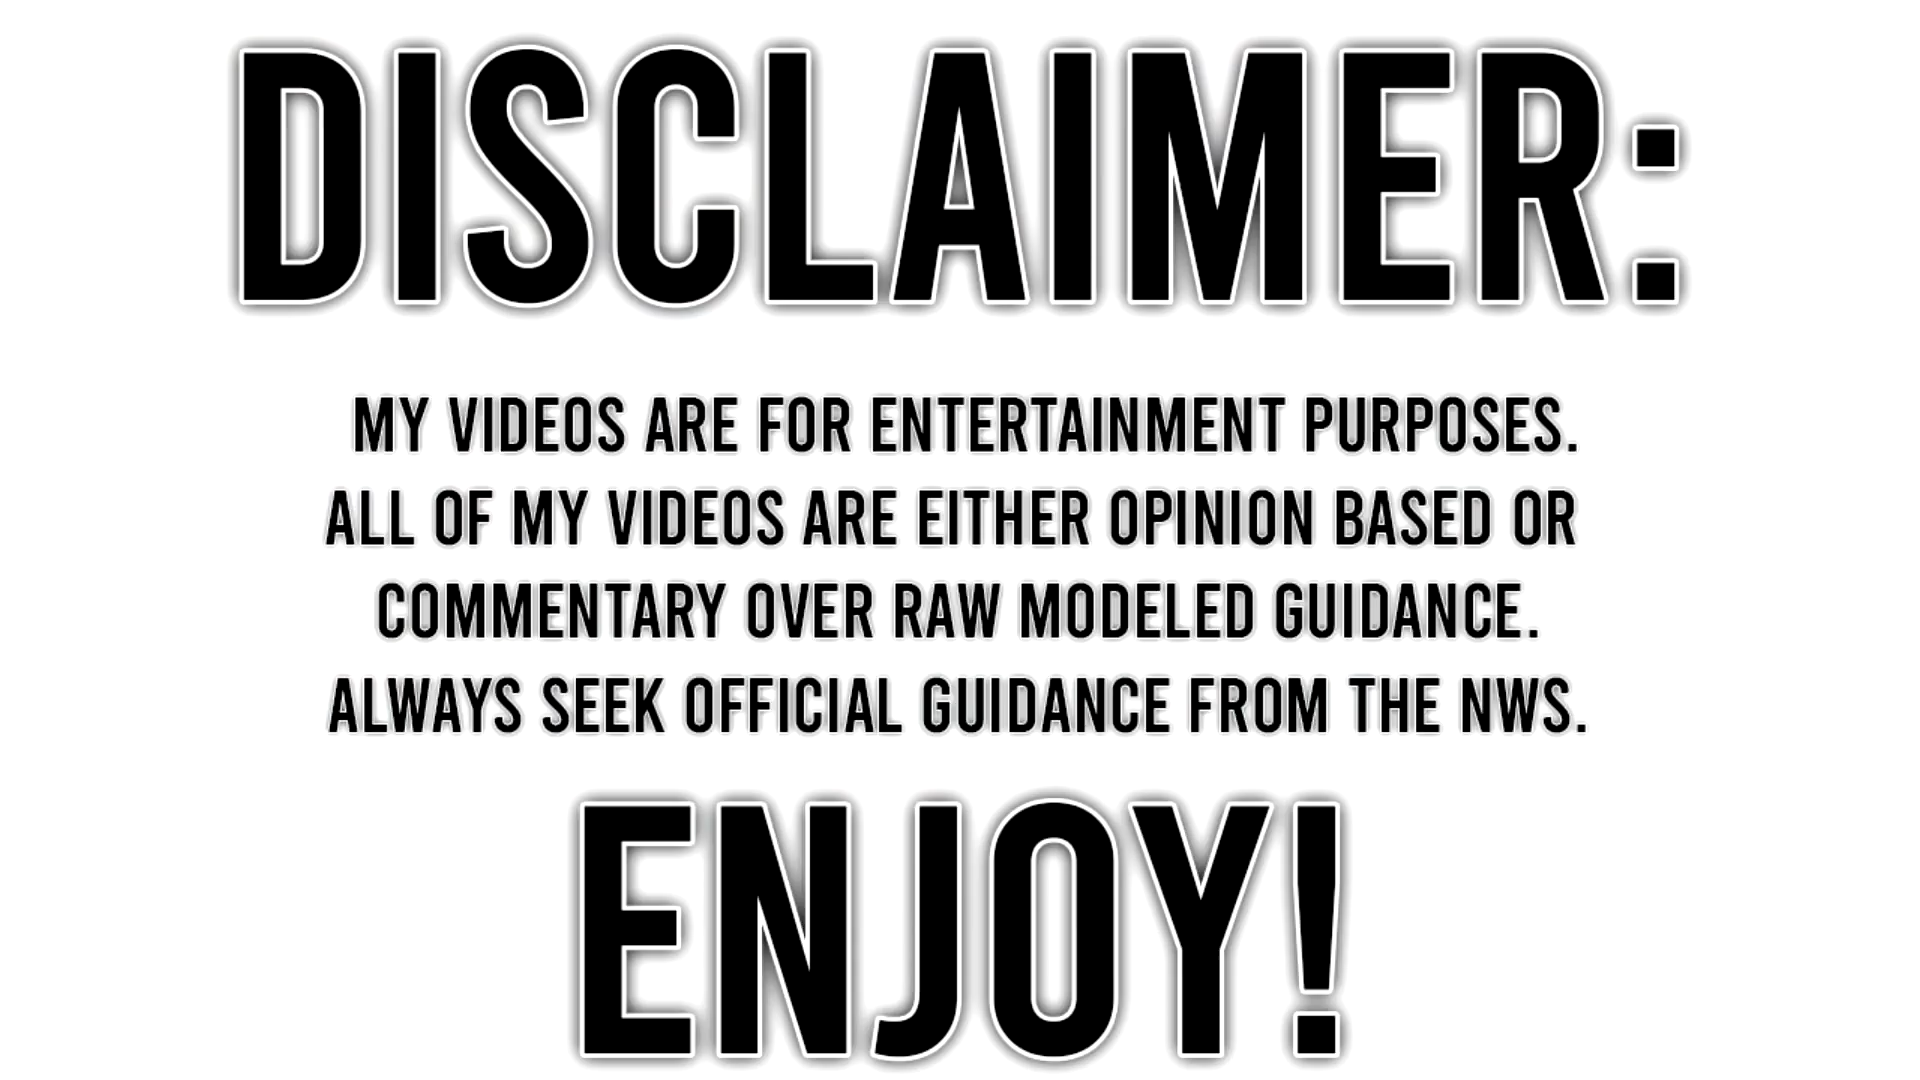 DISCLAIMER:
MY VIDEOS ARE FOR ENTERTAINMENT PURPOSES.
ALL OF MY VIDEOS ARE EITHER OPINION BASED OR
COMMENTARY OVER RAW MODELED GUIDANCE.
ALWAYS SEEK OFFICIAL GUIDANCE FROM THE NWS.
ENJOY!